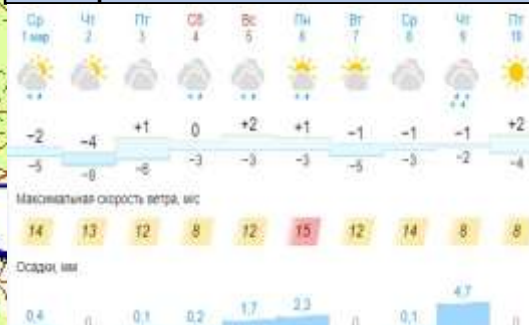 Ср Чт Пт Сб Вс Пн Вт Ср Чт Пт
1 мар 2 3 4 5 6 7 8 9 10
−2 −4 +1 0 +2 +1 −1 −1 −1 +2
−5 −3 −3 −3 −5 −3 −2 −4
Максимальная скорость ветра, м/с
14 13 12 8 12 15 12 14 8 8
Осадки, мм
0,4 0 0,1 0,2 1,7 2,3 0 0,1 4,7 0